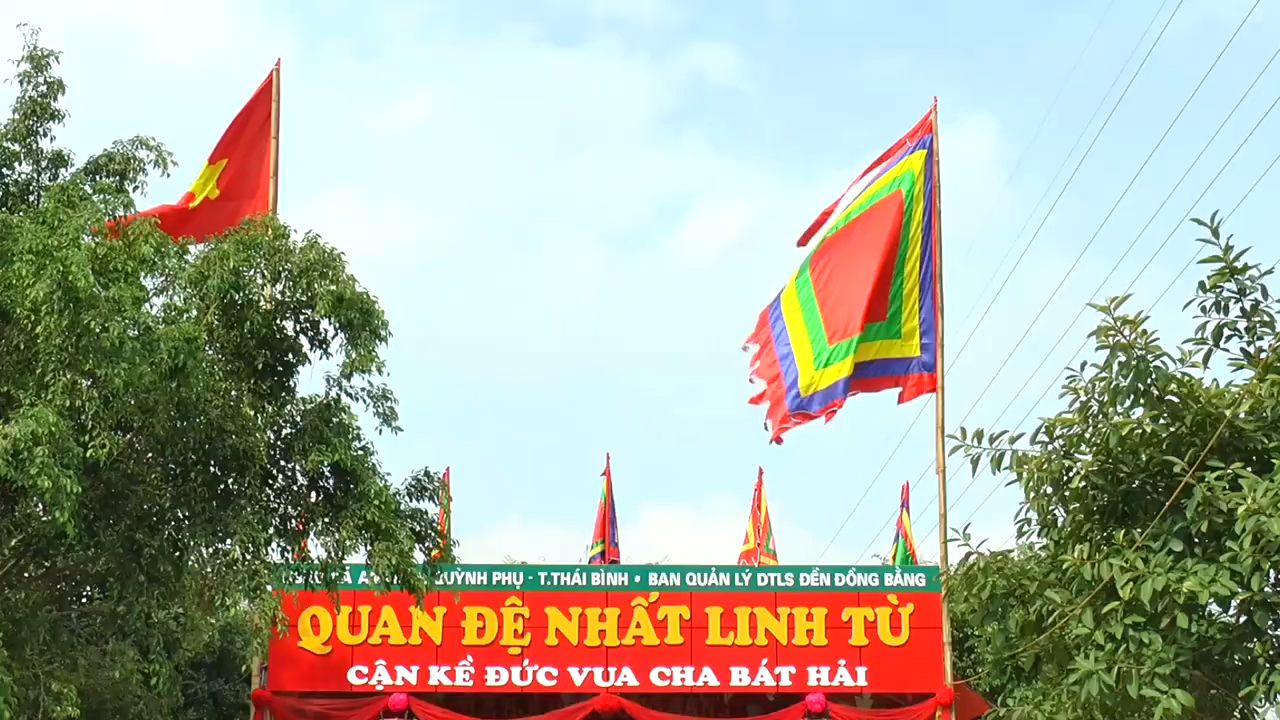 QUỲNH PHỤ - T.THÁI BÌNH • BAN QUẢN LÝ DTLS ĐỀN ĐỒNG BẰNG
QUAN ĐỆ NHẤT LINH TỪ
CẬN KỀ ĐỨC VUA CHA BÁT HẢI